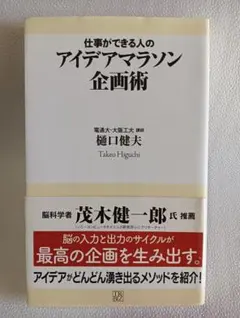 仕事ができる人の
アイデアマラソン
企画術
電通大・大阪工大 講師
樋口健夫
Takeo Higuchi
脳科学者 茂木健一郎 氏 推薦
脳の入力と出力のサイクルが
最高の企画を生み出す。
アイデアがどんどん湧き出るメソッドを紹介!